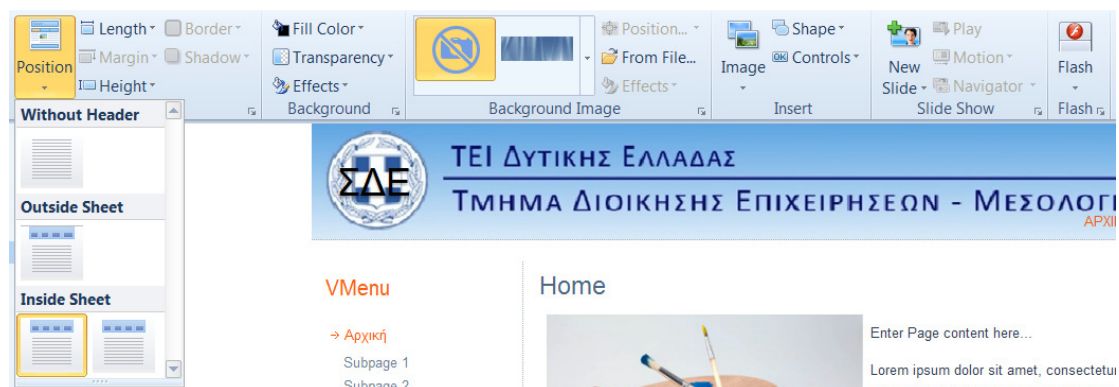 Position
Length
Border
Margin
Shadow
Height
Fill Color
Transparency
Effects
Background
Position...
From File...
Effects
Background Image
Image
Shape
Controls
Insert
New Slide
Play
Motion
Navigator
Slide Show
Flash
Flash
Without Header
Outside Sheet
Inside Sheet
ΣΔΕ
ΤΕΙ ΔΥΤΙΚΗΣ ΕΛΛΑΔΑΣ
ΤΜΗΜΑ ΔΙΟΙΚΗΣΗΣ ΕΠΙΧΕΙΡΗΣΕΩΝ - ΜΕΣΟΛΟΓΓ
ΑΡΧΙ
VMenu
Αρχική
Subpage 1
Subpage 2
Home
Enter Page content here...
Lorem ipsum dolor sit amet, consectetur